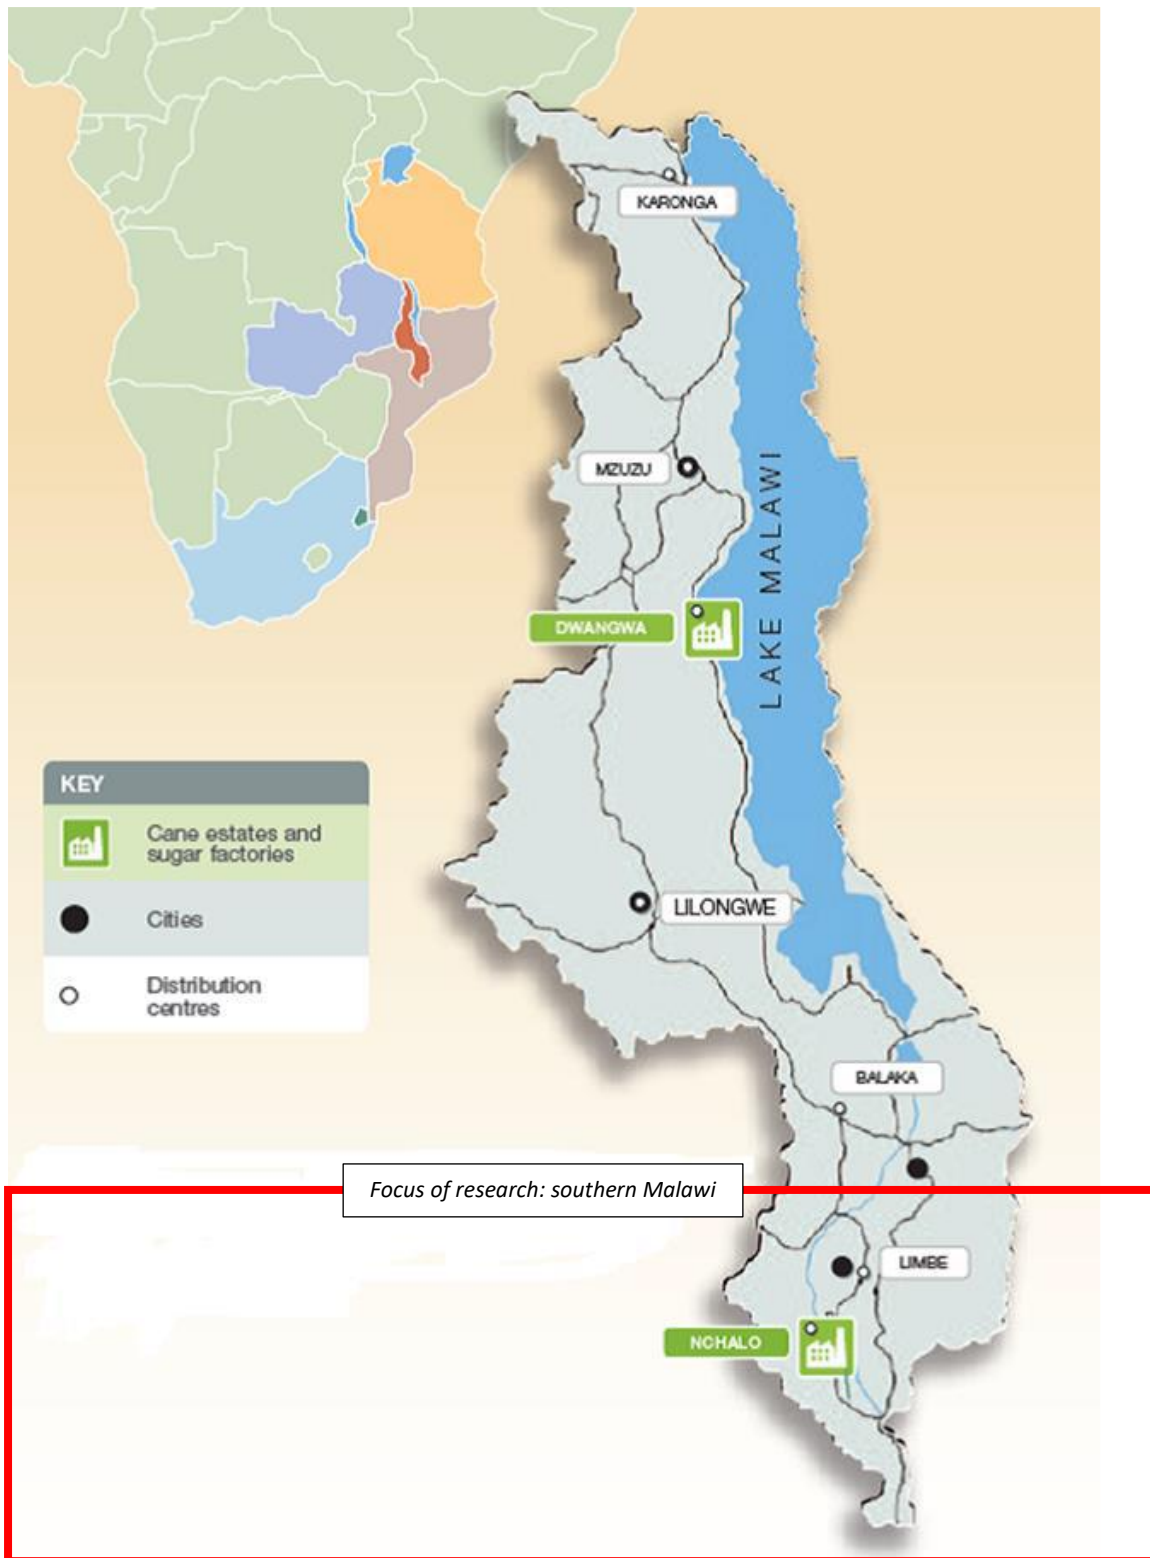 KARONGA
MZUZU
LAKE MALAWI
DWANGWA
KEY
Cane estates and
sugar factories
Cities
Distribution
centres
LILONGWE
BALAKA
Focus of research: southern Malawi
LIMBE
NCHALO